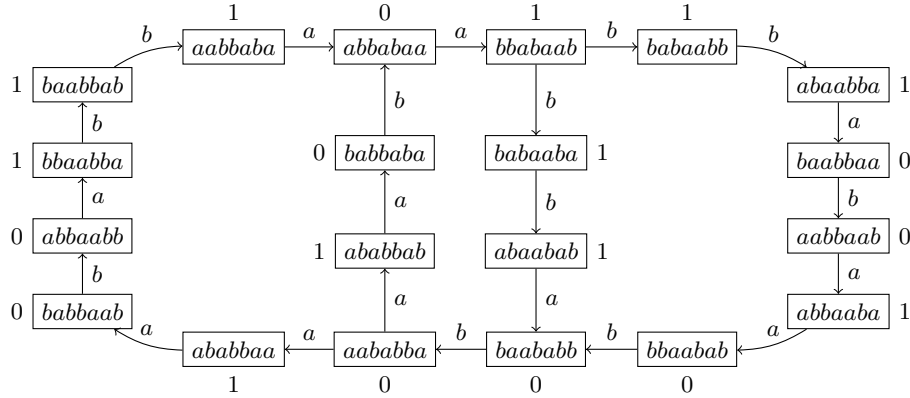 1 0 1 1
b aabbaba a abbabaa a bbabaab b babaabb b
1 baabbab abaabba 1
b b b a
1 bbaabba 0 babbaba babaaba 1 baabbaa 0
a a b b
0 abbaabb 1 ababbab abaabab 1 aabbaab 0
b a a a
0 babbaab abbaaba 1
a ababbaa a aababba b baababb b bbaabab a
1 0 0 0